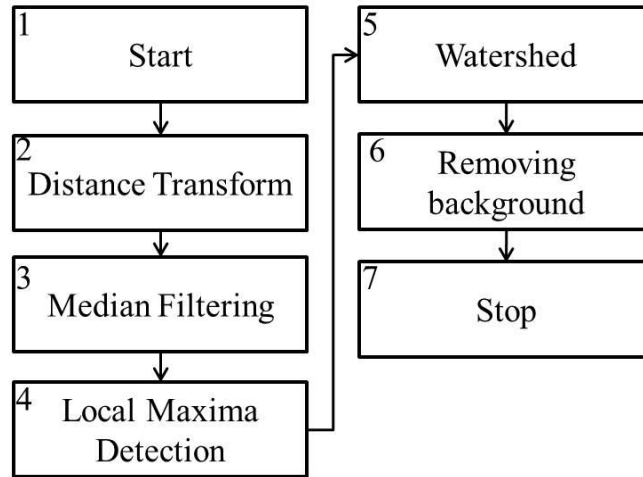 1
Start
2
Distance Transform
3
Median Filtering
4
Local Maxima
Detection
5
Watershed
6
Removing
background
7
Stop